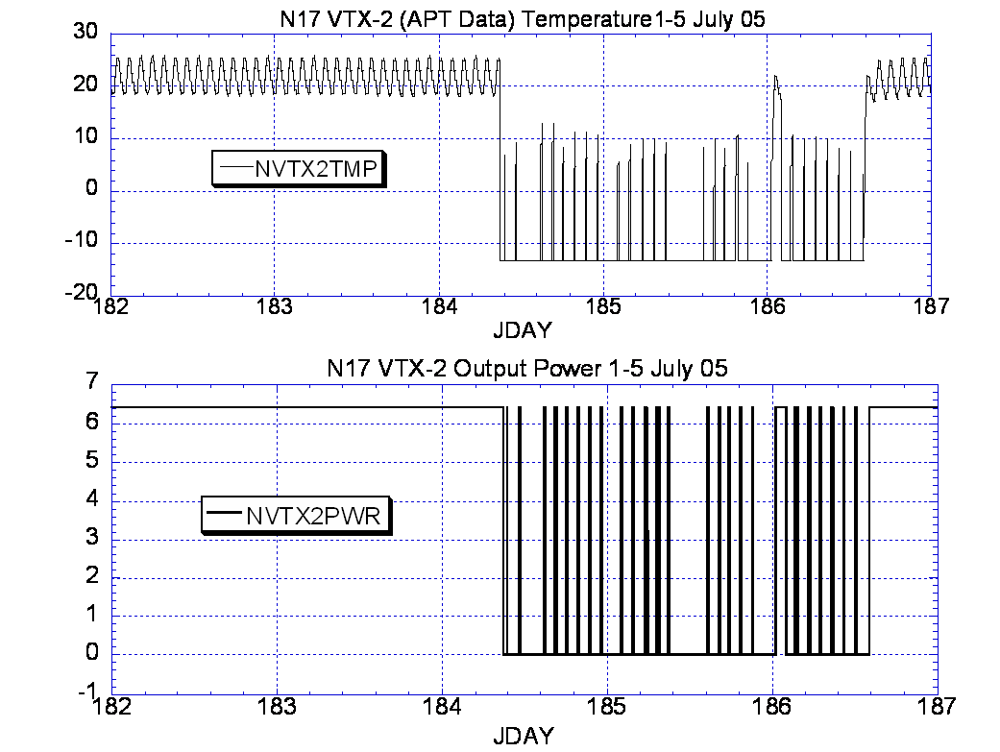 N17 VTX-2 (APT Data) Temperature1-5 July 05
30
20
10
0
-10
-20
NVTX2TMP
182 183 184 185 186 187
JDAY
N17 VTX-2 Output Power 1-5 July 05
7
6
5
4
3
2
1
0
-1
NVTX2PWR
182 183 184 185 186 187
JDAY